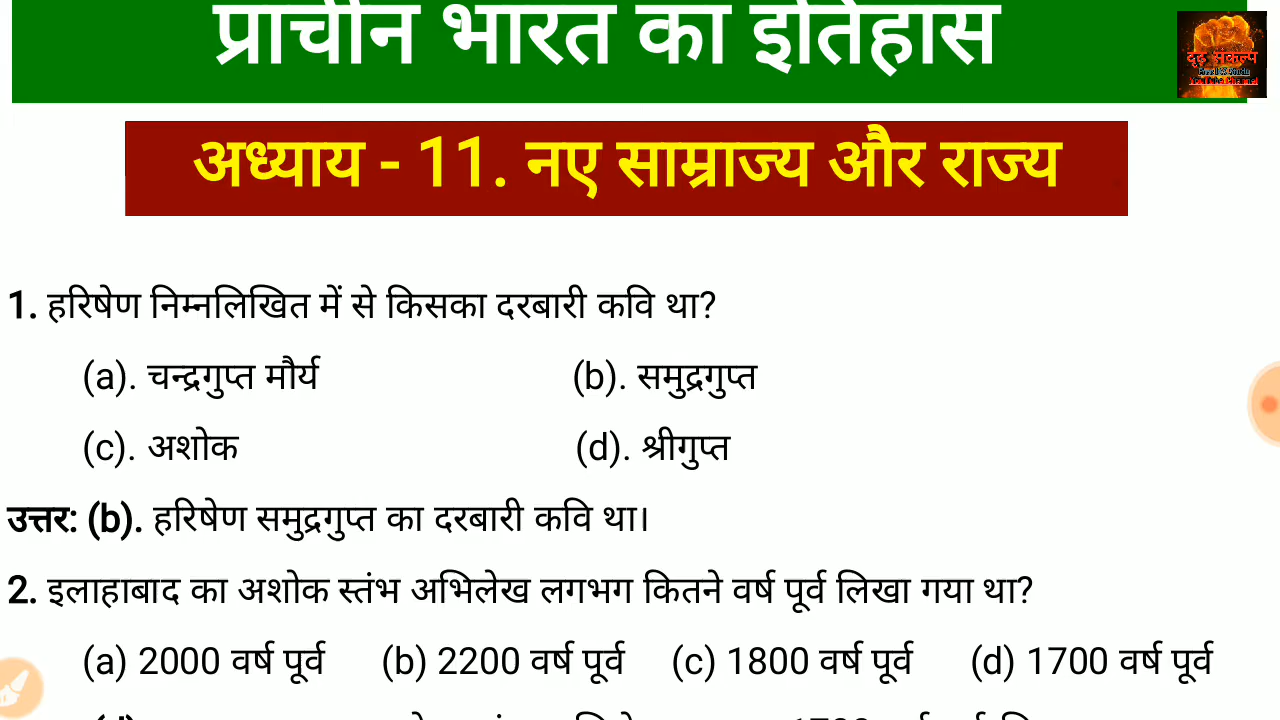 प्राचीन भारत का इतिहास
दृढ़ संकल्प
अध्याय - 11. नए साम्राज्य और राज्य
1. हरिषेण निम्नलिखित में से किसका दरबारी कवि था?
(a). चन्द्रगुप्त मौर्य (b). समुद्रगुप्त
(c). अशोक (d). श्रीगुप्त
उत्तर: (b). हरिषेण समुद्रगुप्त का दरबारी कवि था।
2. इलाहाबाद का अशोक स्तंभ अभिलेख लगभग कितने वर्ष पूर्व लिखा गया था?
(a) 2000 वर्ष पूर्व (b) 2200 वर्ष पूर्व (c) 1800 वर्ष पूर्व (d) 1700 वर्ष पूर्व